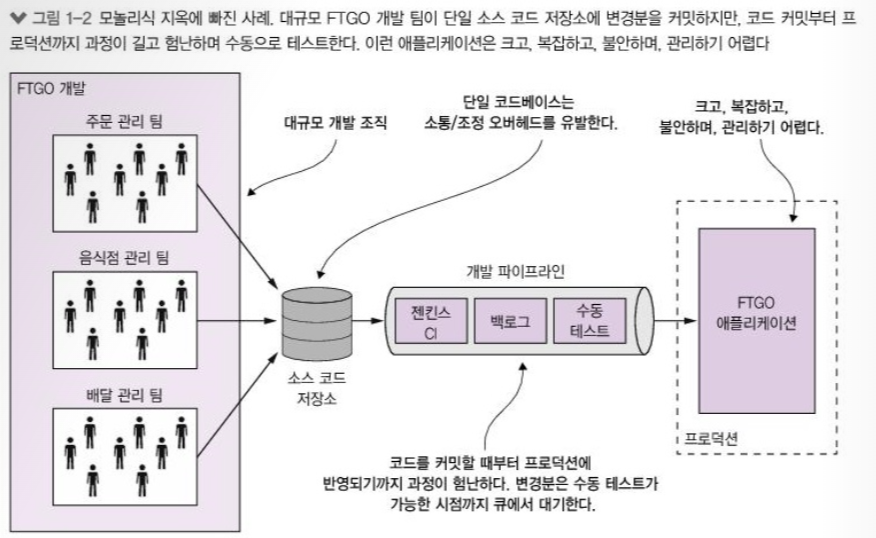 그림 1-2 모놀리식 지옥에 빠진 사례. 대규모 FTGO 개발 팀이 단일 소스 코드 저장소에 변경분을 커밋하지만, 코드 커밋부터 프
로덕션까지 과정이 길고 험난하며 수동으로 테스트한다. 이런 애플리케이션은 크고, 복잡하고, 불안하며, 관리하기 어렵다
FTGO 개발
주문 관리 팀
대규모 개발 조직
단일 코드베이스는
소통/조정 오버헤드를 유발한다.
크고, 복잡하고,
불안하며, 관리하기 어렵다.
음식점 관리 팀
소스 코드
저장소
개발 파이프라인
젠킨스
CI
백로그
수동
테스트
FTGO
애플리케이션
프로덕션
배달 관리 팀
코드를 커밋할 때부터 프로덕션에
반영되기까지 과정이 험난하다. 변경분은 수동 테스트가
가능한 시점까지 큐에서 대기한다.